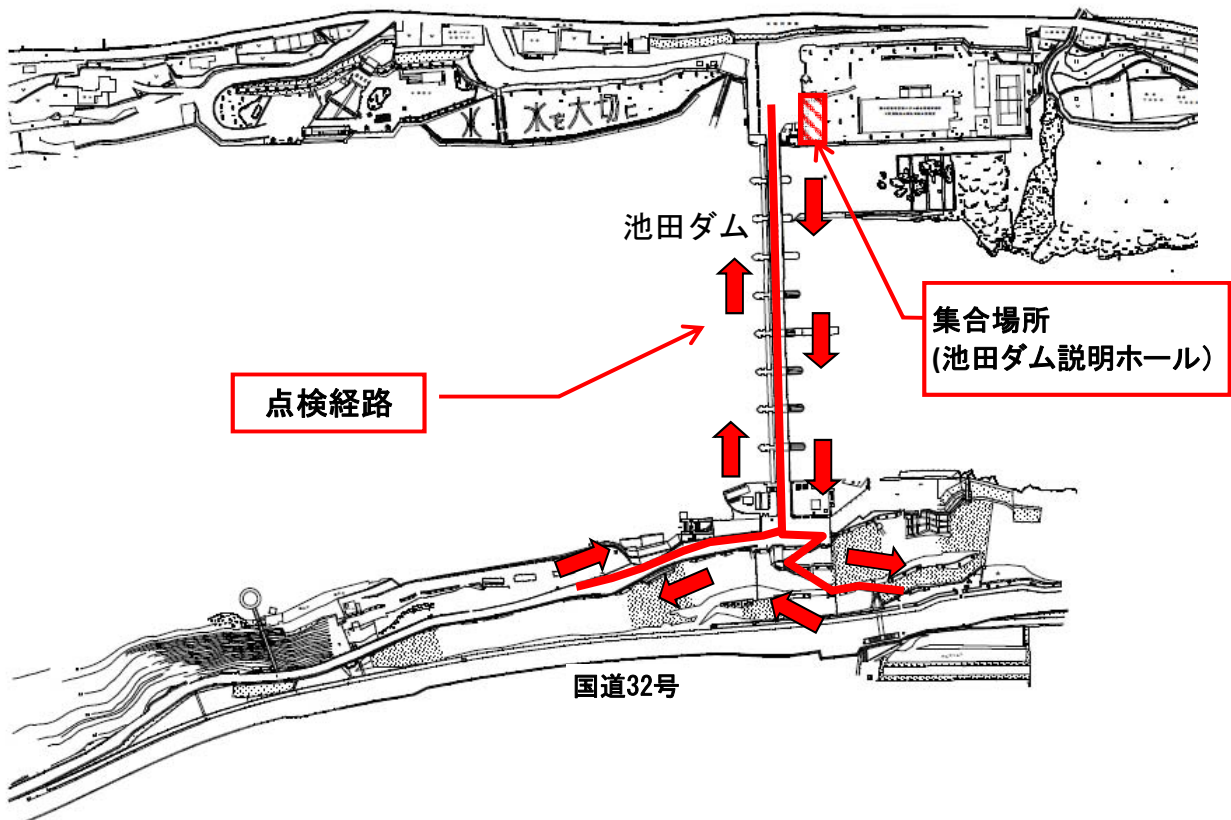 水を大切に
池田ダム
集合場所
(池田ダム説明ホール）
点検経路
国道32号